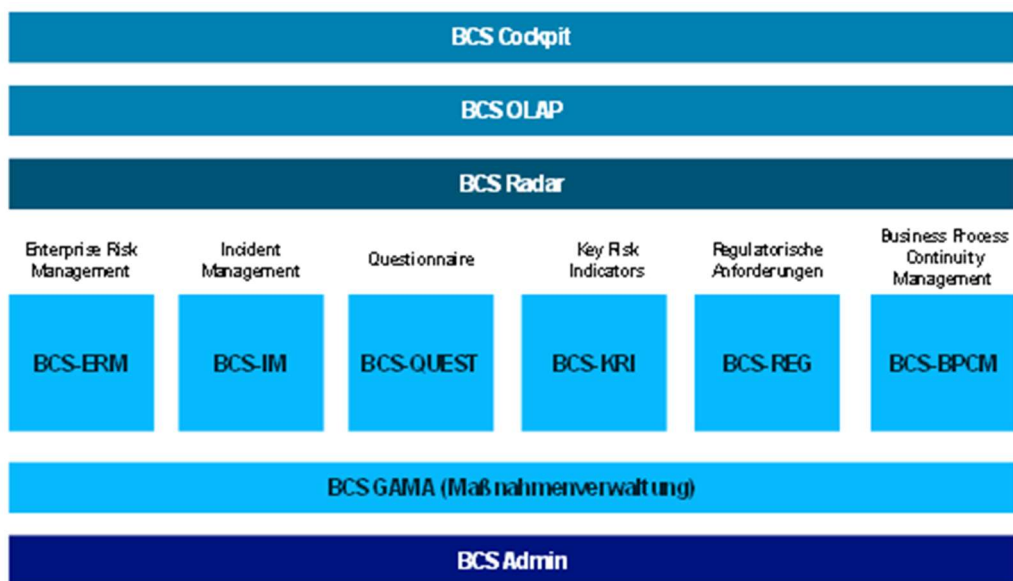 BCS Cockpit
BCS OLAP
BCS Radar
Enterprise Risk
Management
Incident
Management
Questionnaire
Key Risk
Indicators
Regulatorische
Anforderungen
Business Process
Continuity
Management
BCS-ERM
BCS-IM
BCS-QUEST
BCS-KRI
BCS-REG
BCS-BPCM
BCS GAMA (Maßnahmenverwaltung)
BCS Admin